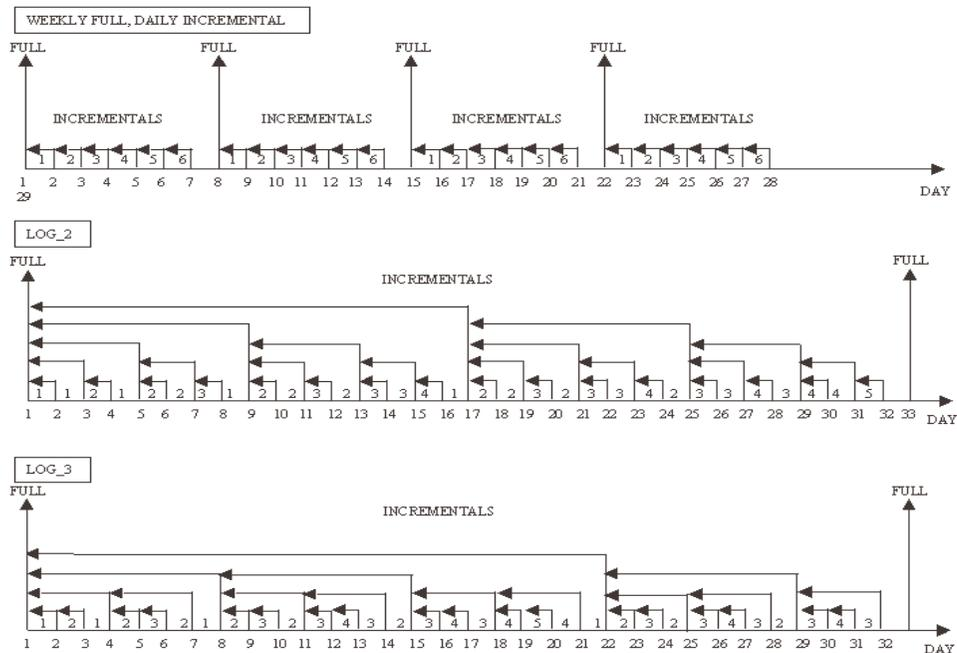 WEEKLY FULL, DAILY INCREMENTAL
FULL FULL FULL FULL
INCREMENTALS INCREMENTALS INCREMENTALS INCREMENTALS
1 2 3 4 5 6 1 2 3 4 5 6 1 2 3 4 5 6 1 2 3 4 5 6
1 2 3 4 5 6 7 8 9 10 11 12 13 14 15 16 17 18 19 20 21 22 23 24 25 26 27 28
29
DAY
LOG_2
FULL FULL
INCREMENTALS
1 1 2 1 2 2 3 1 2 2 3 2 3 3 4 1 2 2 3 2 3 3 4 2 3 3 4 3 4 4 5
1 2 3 4 5 6 7 8 9 10 11 12 13 14 15 16 17 18 19 20 21 22 23 24 25 26 27 28 29 30 31 32 33
DAY
LOG_3
FULL FULL
INCREMENTALS
1 2 1 2 3 2 1 2 3 2 3 4 3 2 3 4 3 4 5 4 1 2 3 2 3 4 3 2 3 4 3
1 2 3 4 5 6 7 8 9 10 11 12 13 14 15 16 17 18 19 20 21 22 23 24 25 26 27 28 29 30 31 32
DAY